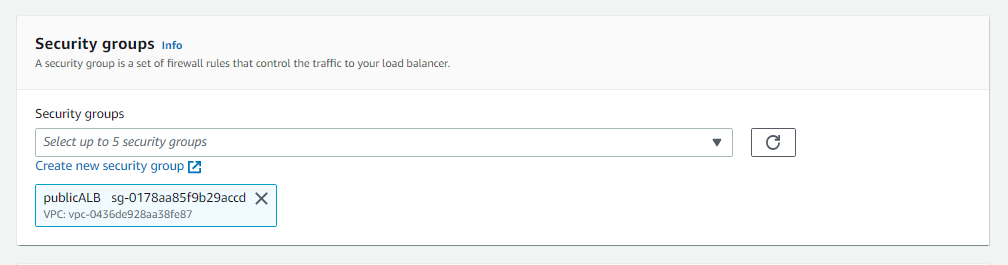 Security groups Info
A security group is a set of firewall rules that control the traffic to your load balancer.
Security groups
Select up to 5 security groups
Create new security group
publicALB sg-0178aa85f9b29accd
VPC: vpc-0436de928aa38fe87